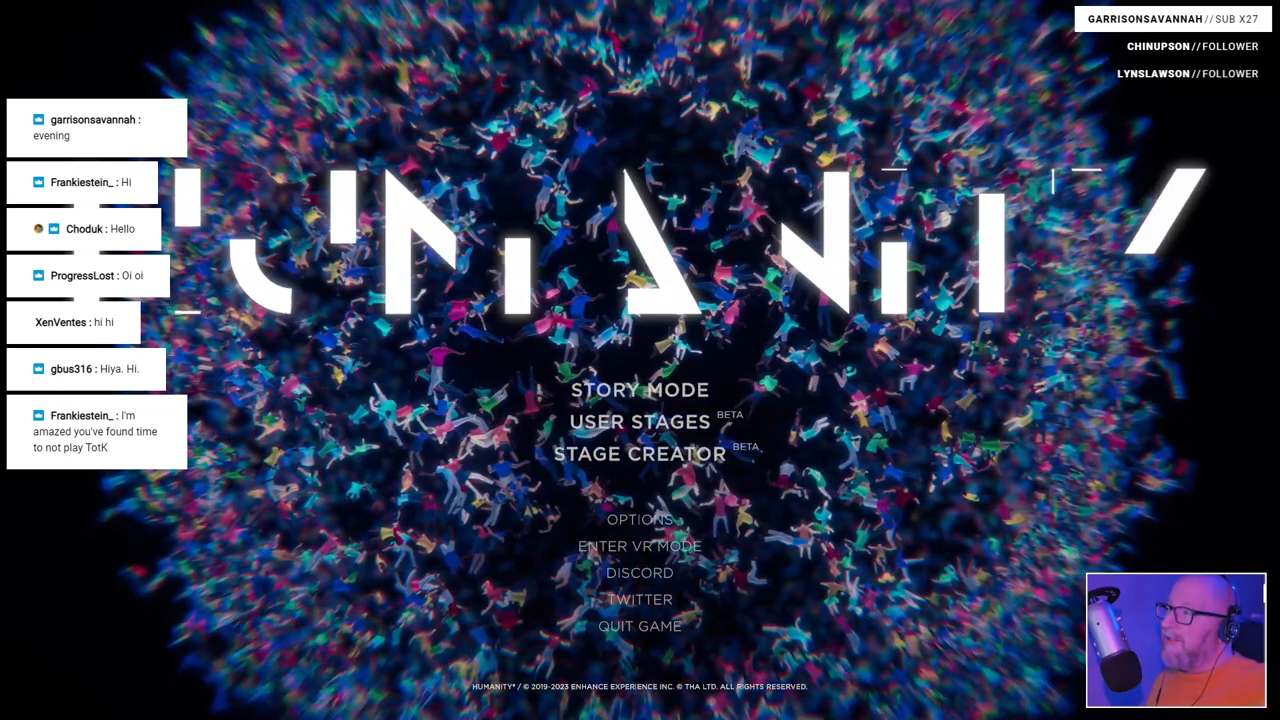 GARRISONSAVANNAH // SUB X27
CHINUPSON // FOLLOWER
LYNSLAWSON // FOLLOWER
garrisonsavannah :
evening
Frankiestein_ : Hi
Choduk : Hello
ProgressLost : Oi oi
XenVentes : hi hi
gbus316 : Hiya. Hi.
Frankiestein_ : I'm
amazed you've found time
to not play TotK
HUMANITY
STORY MODE
USER STAGES BETA
STAGE CREATOR BETA
OPTIONS
ENTER VR MODE
DISCORD
TWITTER
QUIT GAME
HUMANITY® / © 2019-2023 ENHANCE EXPERIENCE INC. © THA LTD. ALL RIGHTS RESERVED.